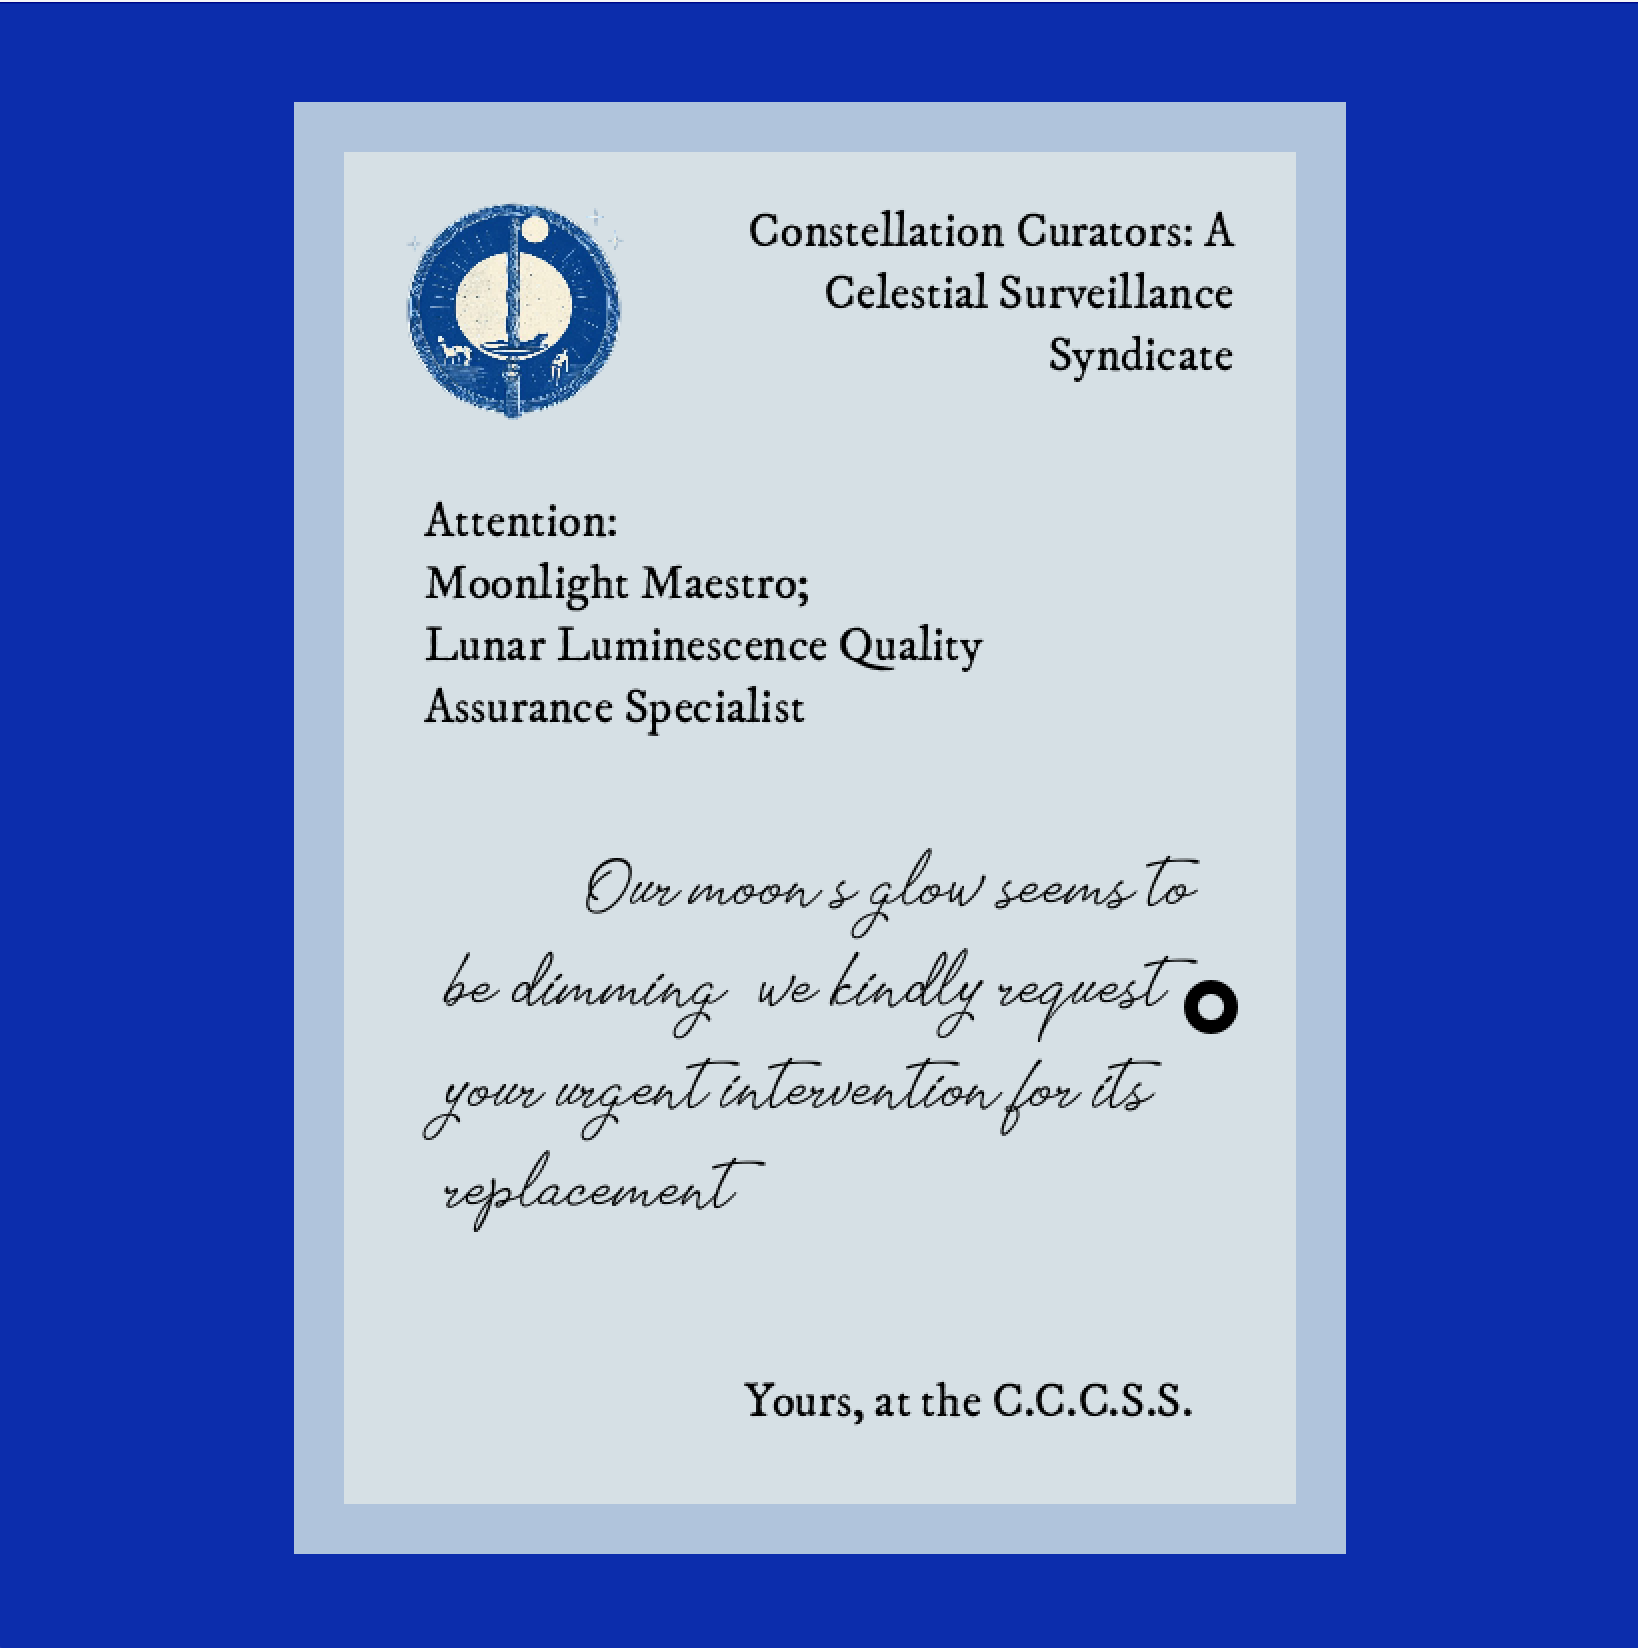 Constellation Curators: A
Celestial Surveillance
Syndicate
Attention:
Moonlight Maestro;
Lunar Luminescence Quality
Assurance Specialist
Our moon s glow seems to
be dimming  we kindly request
your urgent intervention for its
replacement
Yours, at the C.C.C.S.S.